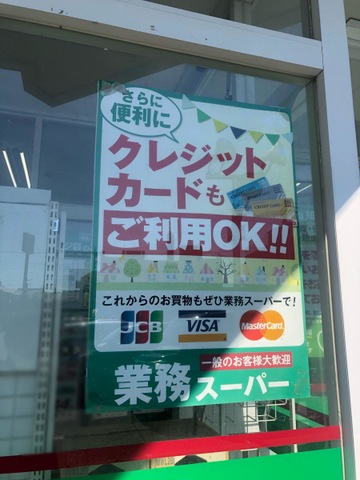 さらに
便利に
クレジット
カードも
CREDIT CARD
ご利用OK!!
これからのお買物もぜひ業務スーパーで!
JCB VISA MasterCard
一般のお客様大歓迎
業務スーパー